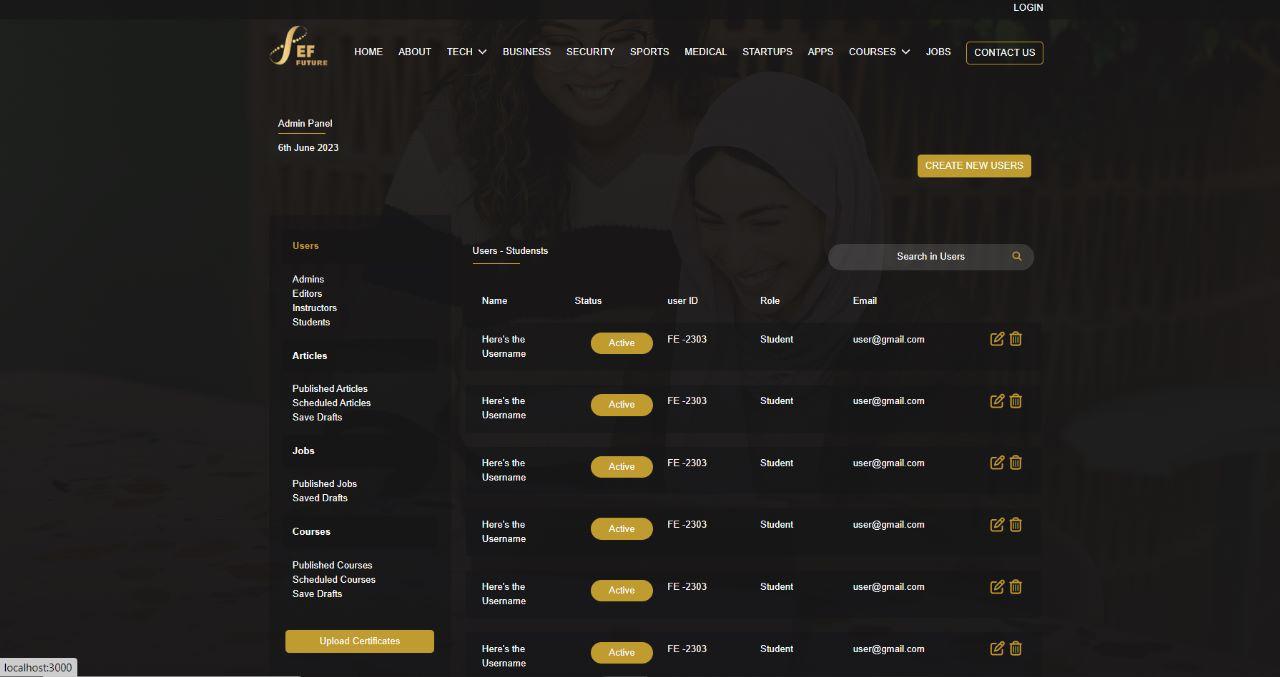 LOGIN
EF
FUTURE
HOME ABOUT TECH BUSINESS SECURITY SPORTS MEDICAL STARTUPS APPS COURSES JOBS CONTACT US
Admin Panel
6th June 2023
CREATE NEW USERS
Users
Admins
Editors
Instructors
Students
Articles
Published Articles
Scheduled Articles
Save Drafts
Jobs
Published Jobs
Saved Drafts
Courses
Published Courses
Scheduled Courses
Save Drafts
Upload Certificates
Users - Studensts
Search in Users
Name Status user ID Role Email
Here's the Active FE -2303 Student user@gmail.com
Username
Here's the Active FE -2303 Student user@gmail.com
Username
Here's the Active FE -2303 Student user@gmail.com
Username
Here's the Active FE -2303 Student user@gmail.com
Username
Here's the Active FE -2303 Student user@gmail.com
Username
Here's the Active FE -2303 Student user@gmail.com
Username
localhost:3000